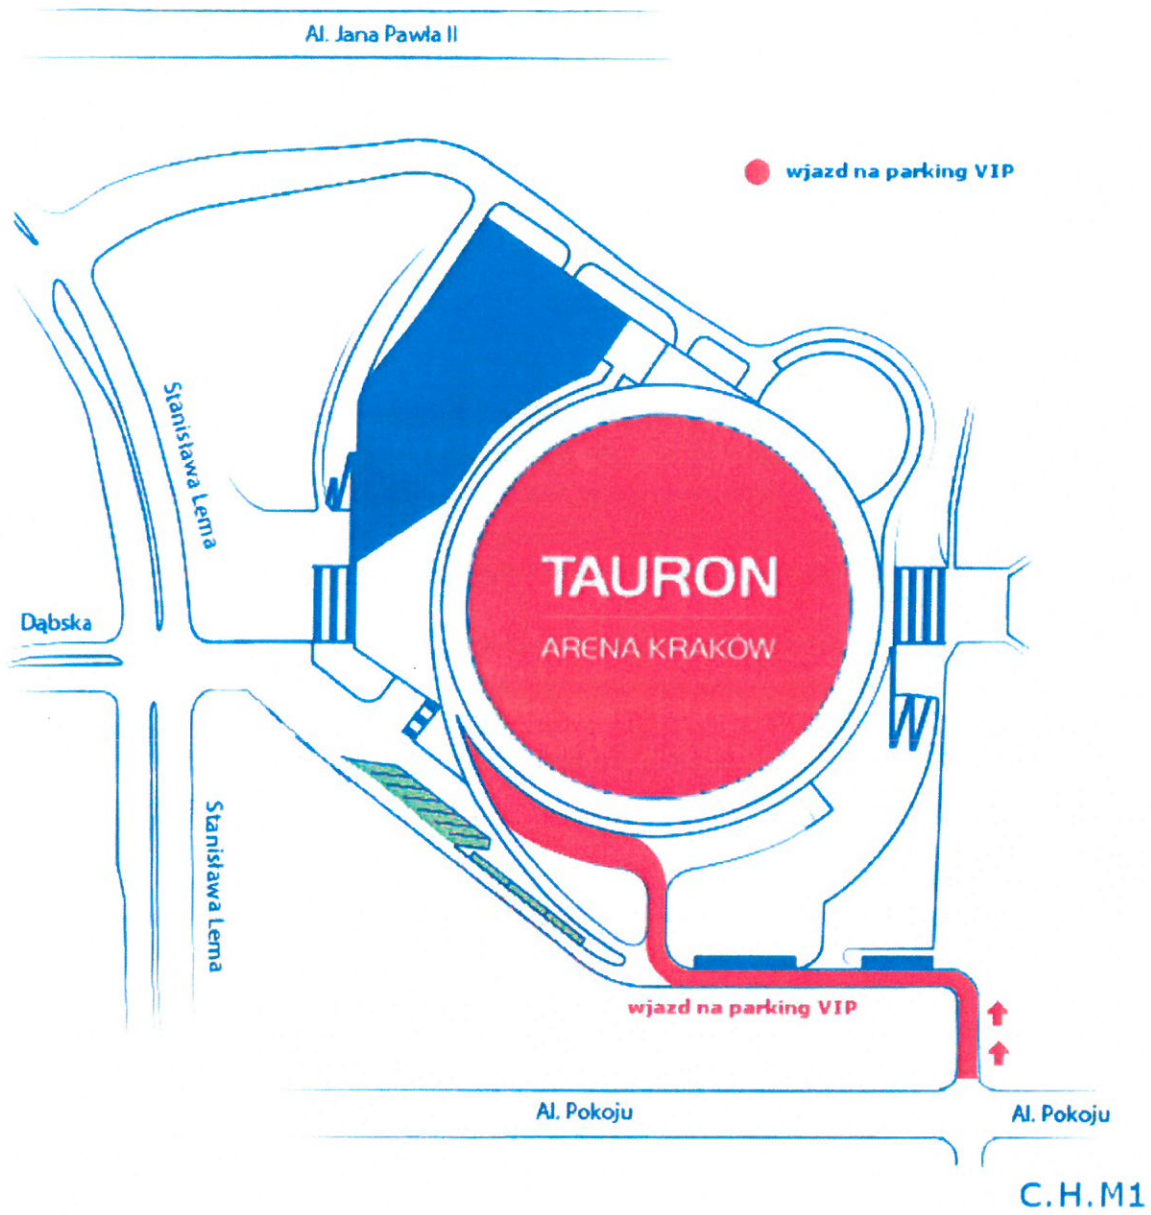 Al. Jana Pawła II
wjazd na parking VIP
Stanisława Lema
TAURON
ARENA KRAKÓW
Dąbska
Stanisława Lema
wjazd na parking VIP
Al. Pokoju
Al. Pokoju
C.H.M1